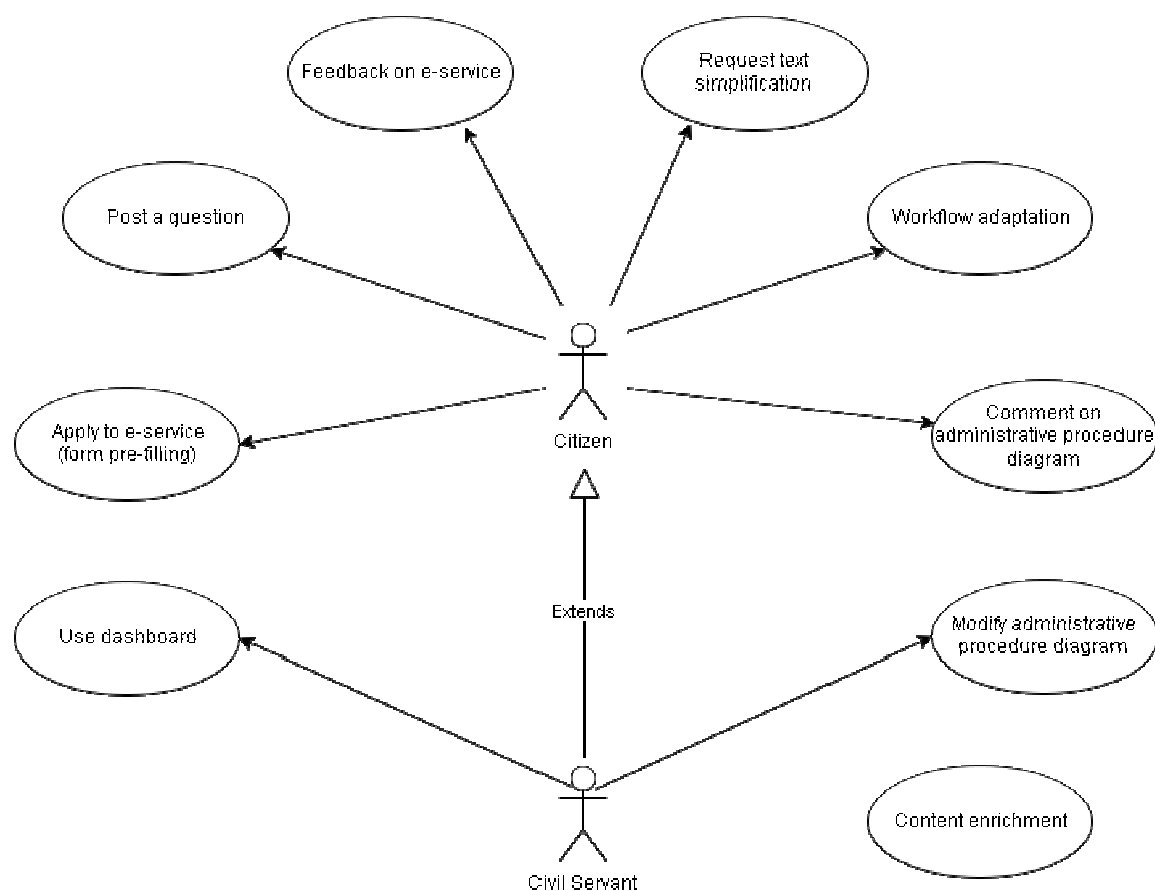 Feedback on e-service
Request text
simplification
Post a question
Workflow adaptation
Citizen
Apply to e-service
(form pre-filling)
Comment on
administrative procedure
diagram
Extends
Use dashboard
Modify administrative
procedure diagram
Content enrichment
Civil Servant